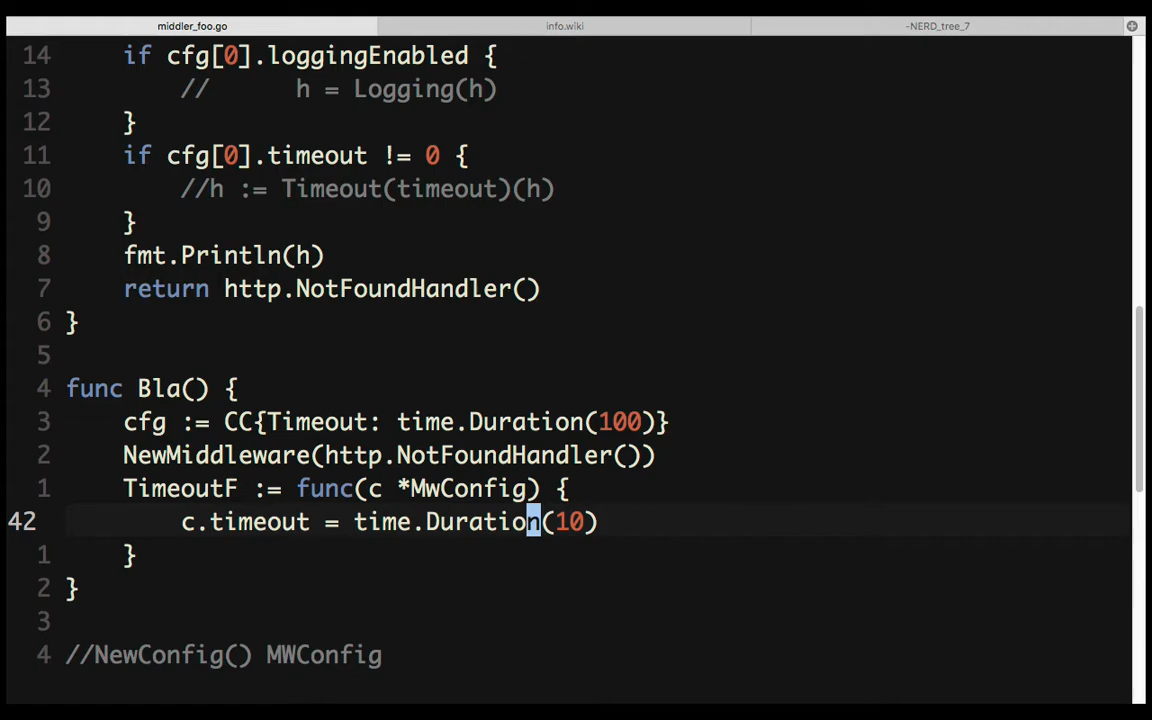 middler_foo.go info.wiki -NERD_tree_7
14 if cfg[0].loggingEnabled {
13 // h = Logging(h)
12 }
11 if cfg[0].timeout != 0 {
10 //h := Timeout(timeout)(h)
9 }
8 fmt.Println(h)
7 return http.NotFoundHandler()
6 }
5
4 func Bla() {
3 cfg := CC{Timeout: time.Duration(100)}
2 NewMiddleware(http.NotFoundHandler())
1 TimeoutF := func(c *MwConfig) {
42 c.timeout = time.Duration(10)
1 }
2 }
3
4 //NewConfig() MWConfig